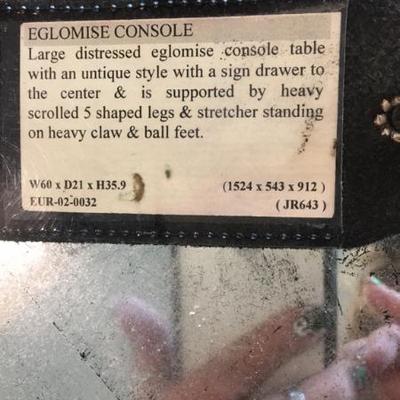 EGLOMISE CONSOLE
Large distressed eglomise console table
with an untique style with a sign drawer to
the center & is supported by heavy
scrolled 5 shaped legs & stretcher standing
on heavy claw & ball feet.
W60 x D21 x H35.9 (1524 x 543 x 912)
EUR-02-0032 ( JR643 )